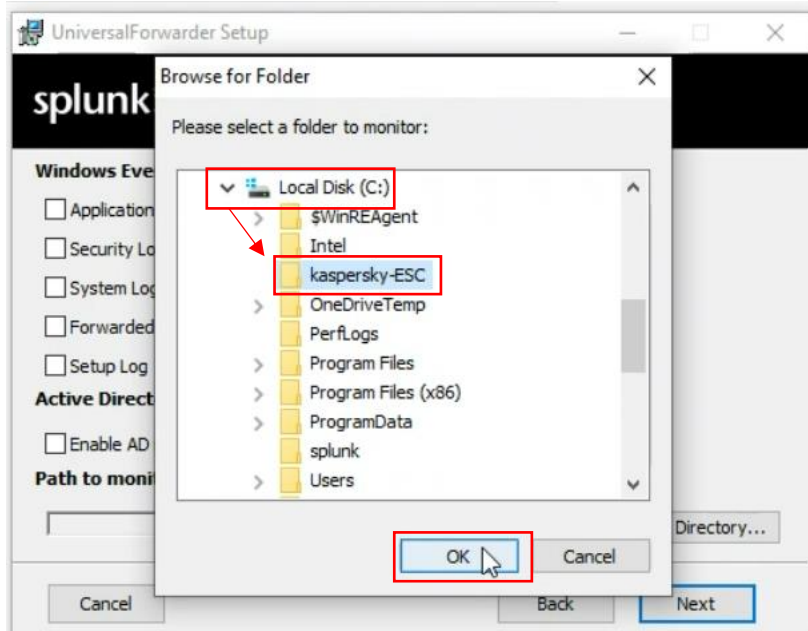 UniversalForwarder Setup
splunk
Browse for Folder
Please select a folder to monitor:
Windows Eve
Application
Security Lo
System Log
Forwarded
Setup Log
Active Direct
Enable AD
Path to moni
Local Disk (C:)
$WinREAgent
Intel
kaspersky-ESC
OneDriveTemp
PerfLogs
Program Files
Program Files (x86)
ProgramData
splunk
Users
OK
Cancel
Directory...
Cancel
Back
Next